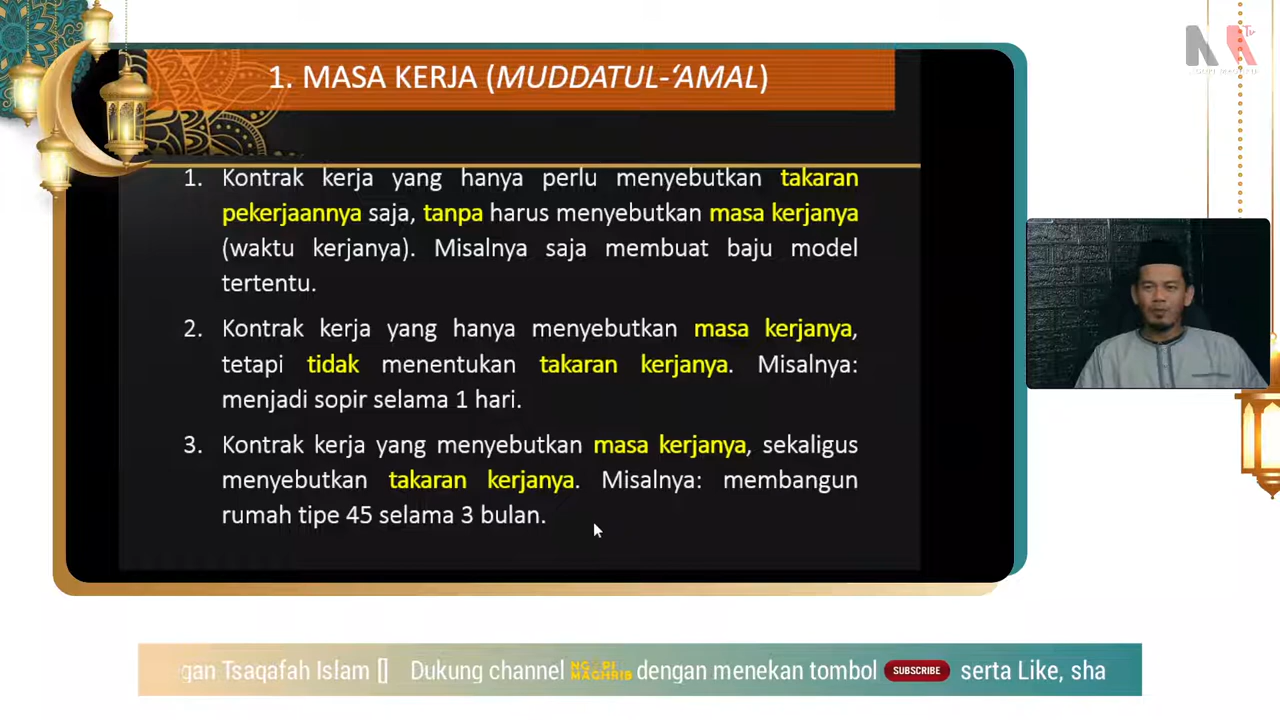 1. MASA KERJA (MUDDATUL-‘AMAL)
1. Kontrak kerja yang hanya perlu menyebutkan takaran
pekerjaannya saja, tanpa harus menyebutkan masa kerjanya
(waktu kerjanya). Misalnya saja membuat baju model
tertentu.
2. Kontrak kerja yang hanya menyebutkan masa kerjanya,
tetapi tidak menentukan takaran kerjanya. Misalnya:
menjadi sopir selama 1 hari.
3. Kontrak kerja yang menyebutkan masa kerjanya, sekaligus
menyebutkan takaran kerjanya. Misalnya: membangun
rumah tipe 45 selama 3 bulan.
gan Tsaqafah Islam [] Dukung channel NGOPI MAGHRIB dengan menekan tombol SUBSCRIBE serta Like, sha